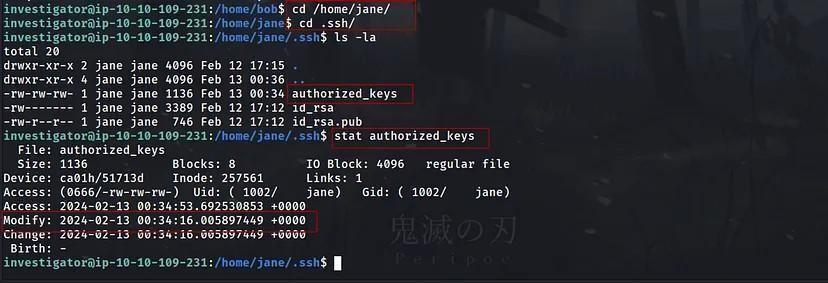 investigator@ip-10-10-109-231:/home/bob$ cd /home/jane/
investigator@ip-10-10-109-231:/home/jane$ cd .ssh/
investigator@ip-10-10-109-231:/home/jane/.ssh$ ls -la
total 20
drwxr-xr-x 2 jane jane 4096 Feb 12 17:15 .
drwxr-xr-x 4 jane jane 4096 Feb 13 00:36 ..
-rw-rw-rw- 1 jane jane 1136 Feb 13 00:34 authorized_keys
-rw------- 1 jane jane 3389 Feb 12 17:12 id_rsa
-rw-r--r-- 1 jane jane  746 Feb 12 17:12 id_rsa.pub
investigator@ip-10-10-109-231:/home/jane/.ssh$ stat authorized_keys
  File: authorized_keys
  Size: 1136            Blocks: 8          IO Block: 4096   regular file
Device: ca01h/51713d    Inode: 257561      Links: 1
Access: (0666/-rw-rw-rw-)  Uid: ( 1002/    jane)   Gid: ( 1002/    jane)
Access: 2024-02-13 00:34:53.692530853 +0000
Modify: 2024-02-13 00:34:16.005897449 +0000
Change: 2024-02-13 00:34:16.005897449 +0000
 Birth: -
investigator@ip-10-10-109-231:/home/jane/.ssh$
鬼滅の刃
Peripoc